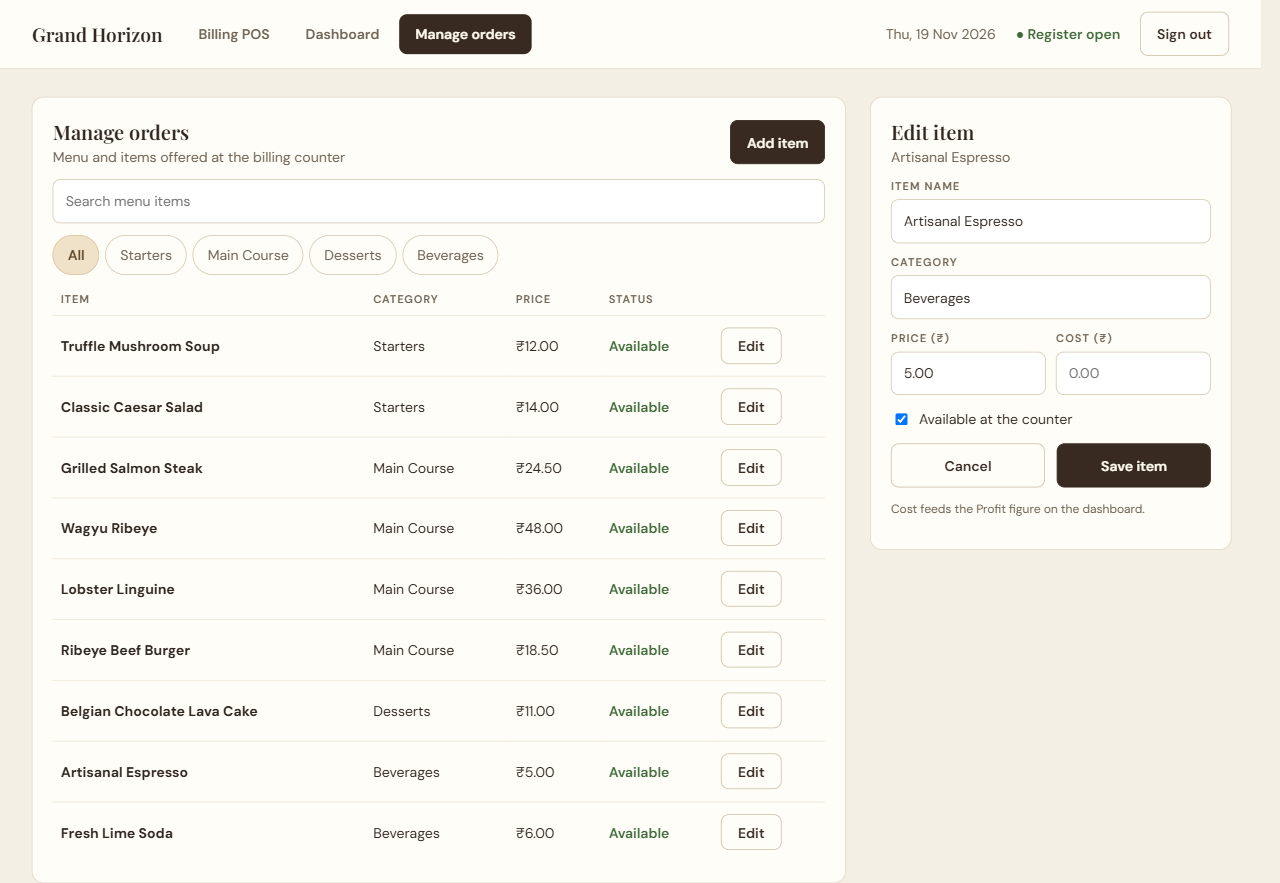 Grand Horizon Billing POS Dashboard Manage orders Thu, 19 Nov 2026 ● Register open Sign out
Manage orders
Menu and items offered at the billing counter
Add item
Search menu items
All Starters Main Course Desserts Beverages
ITEM CATEGORY PRICE STATUS
Truffle Mushroom Soup Starters ₹12.00 Available Edit
Classic Caesar Salad Starters ₹14.00 Available Edit
Grilled Salmon Steak Main Course ₹24.50 Available Edit
Wagyu Ribeye Main Course ₹48.00 Available Edit
Lobster Linguine Main Course ₹36.00 Available Edit
Ribeye Beef Burger Main Course ₹18.50 Available Edit
Belgian Chocolate Lava Cake Desserts ₹11.00 Available Edit
Artisanal Espresso Beverages ₹5.00 Available Edit
Fresh Lime Soda Beverages ₹6.00 Available Edit
Edit item
Artisanal Espresso
ITEM NAME
Artisanal Espresso
CATEGORY
Beverages
PRICE (₹) COST (₹)
5.00 0.00
Available at the counter
Cancel Save item
Cost feeds the Profit figure on the dashboard.